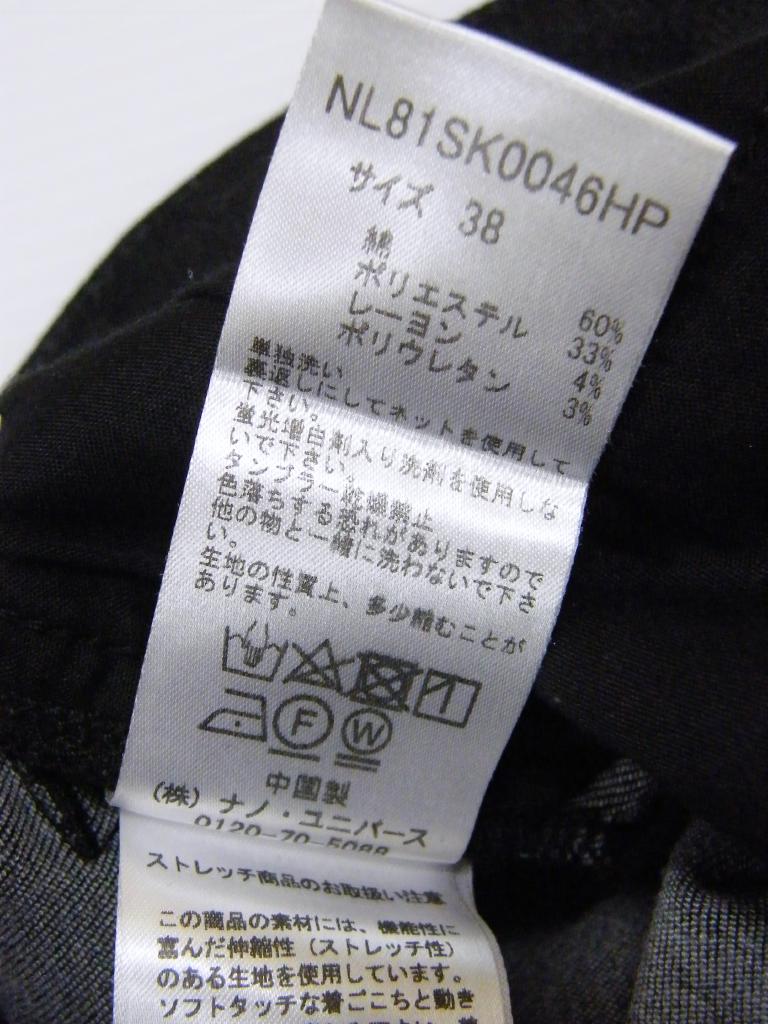 NL81SK0046HP
サイズ 38
綿 60%
ポリエステル 33%
レーヨン 4%
ポリウレタン 3%
単独洗い
裏返しにしてネットを使用して
下さい。
蛍光増白剤入り洗剤を使用しな
いで下さい。
タンブラー乾燥禁止
色落ちする恐れがありますので
他の物と一緒に洗わないで下さ
い。
生地の性質上、多少縮むことが
あります。
F W
中国製
(株) ナノ・ユニバース
0120-70-5088
ストレッチ商品のお取扱い注意
この商品の素材には、機能性に
富んだ伸縮性 (ストレッチ性)
のある生地を使用しています。
ソフトタッチな着ごこちと動き